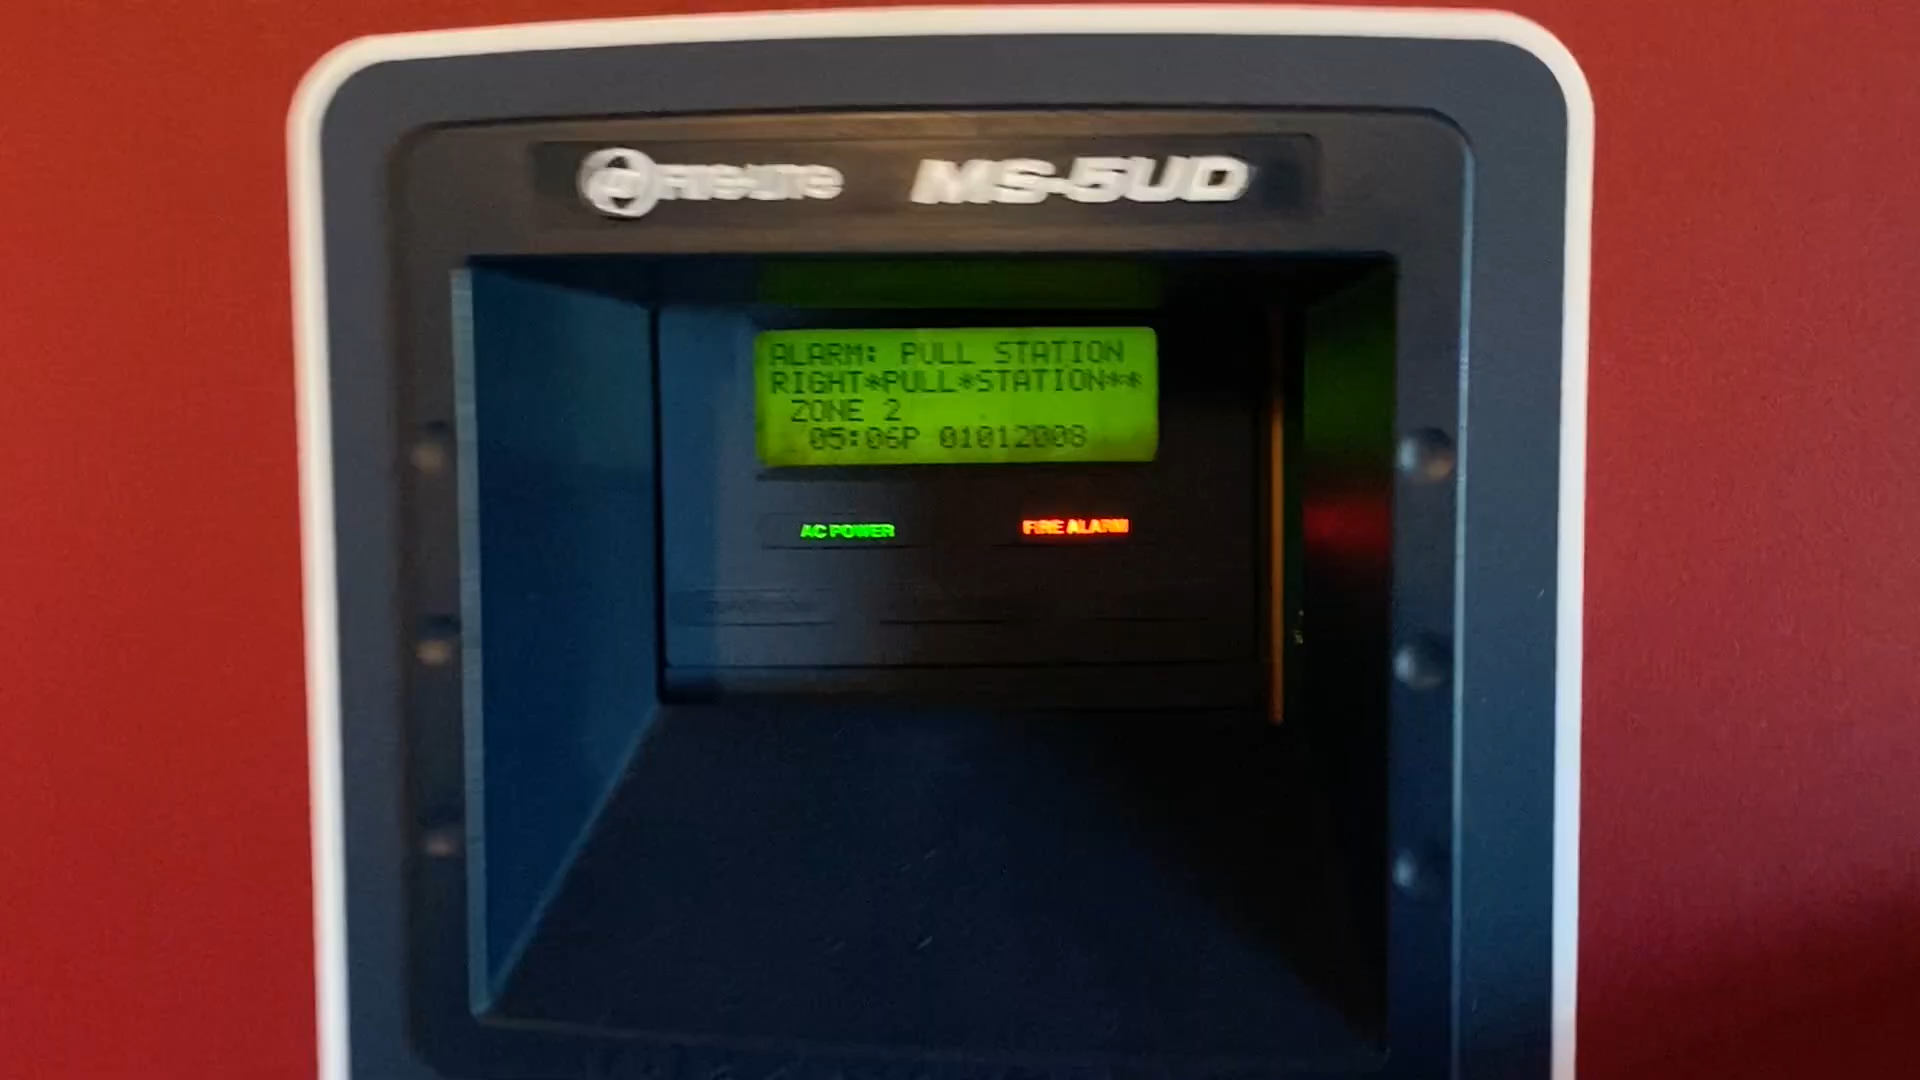 FIRE•LITE MS-5UD
ALARM: PULL STATION
RIGHT*PULL*STATION**
ZONE 2
05:06P 01012008
AC POWER FIRE ALARM